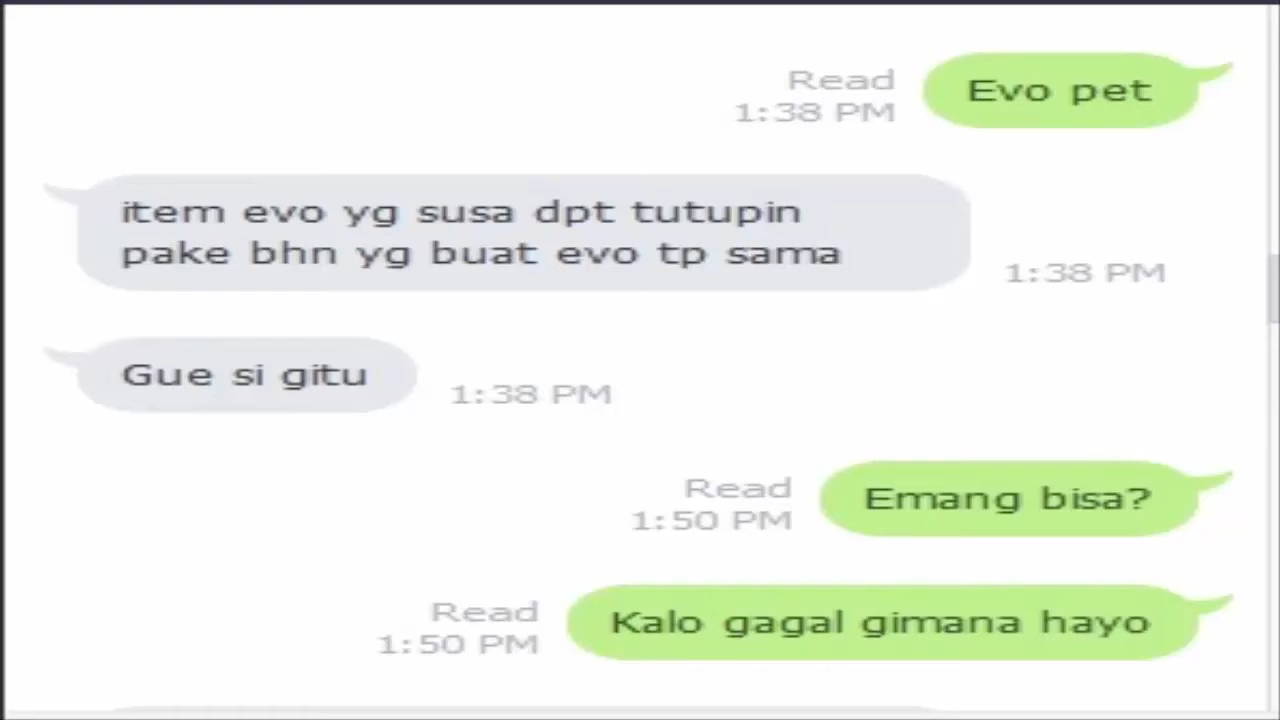 Read
1:38 PM
Evo pet
item evo yg susa dpt tutupin
pake bhn yg buat evo tp sama
1:38 PM
Gue si gitu
1:38 PM
Read
1:50 PM
Emang bisa?
Read
1:50 PM
Kalo gagal gimana hayo